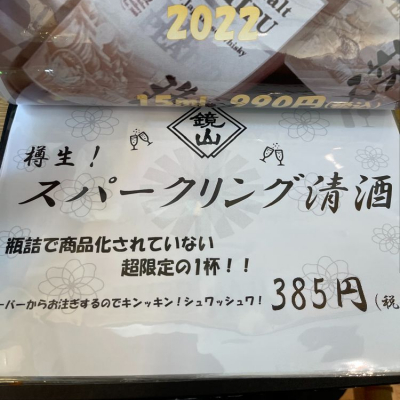 2022
15ml 990円
鏡山
樽生！
スパークリング清酒
瓶詰で商品化されていない
超限定の1杯！！
ーバーからお注ぎするのでキンッキン！シュワッシュワ！
385円（税